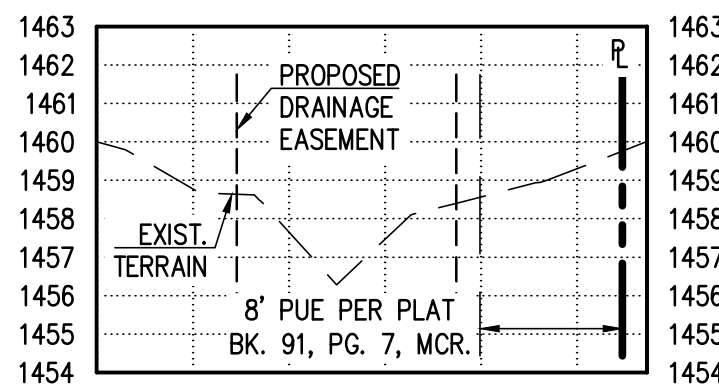 1463
1462
1461
1460
1459
1458
1457
1456
1455
1454
PL
PROPOSED
DRAINAGE
EASEMENT
EXIST.
TERRAIN
8' PUE PER PLAT
BK. 91, PG. 7, MCR.
1463
1462
1461
1460
1459
1458
1457
1456
1455
1454